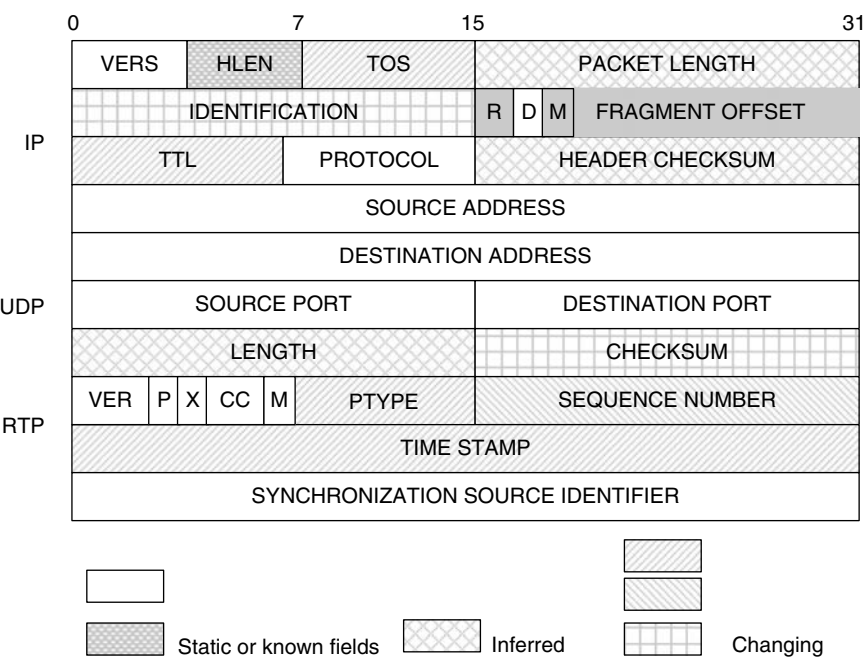 0 7 15 31
VERS HLEN TOS PACKET LENGTH
IDENTIFICATION R D M FRAGMENT OFFSET
IP
TTL PROTOCOL HEADER CHECKSUM
SOURCE ADDRESS
DESTINATION ADDRESS
UDP SOURCE PORT DESTINATION PORT
LENGTH CHECKSUM
VER P X CC M PTYPE SEQUENCE NUMBER
RTP
TIME STAMP
SYNCHRONIZATION SOURCE IDENTIFIER
Static or known fields Inferred Changing